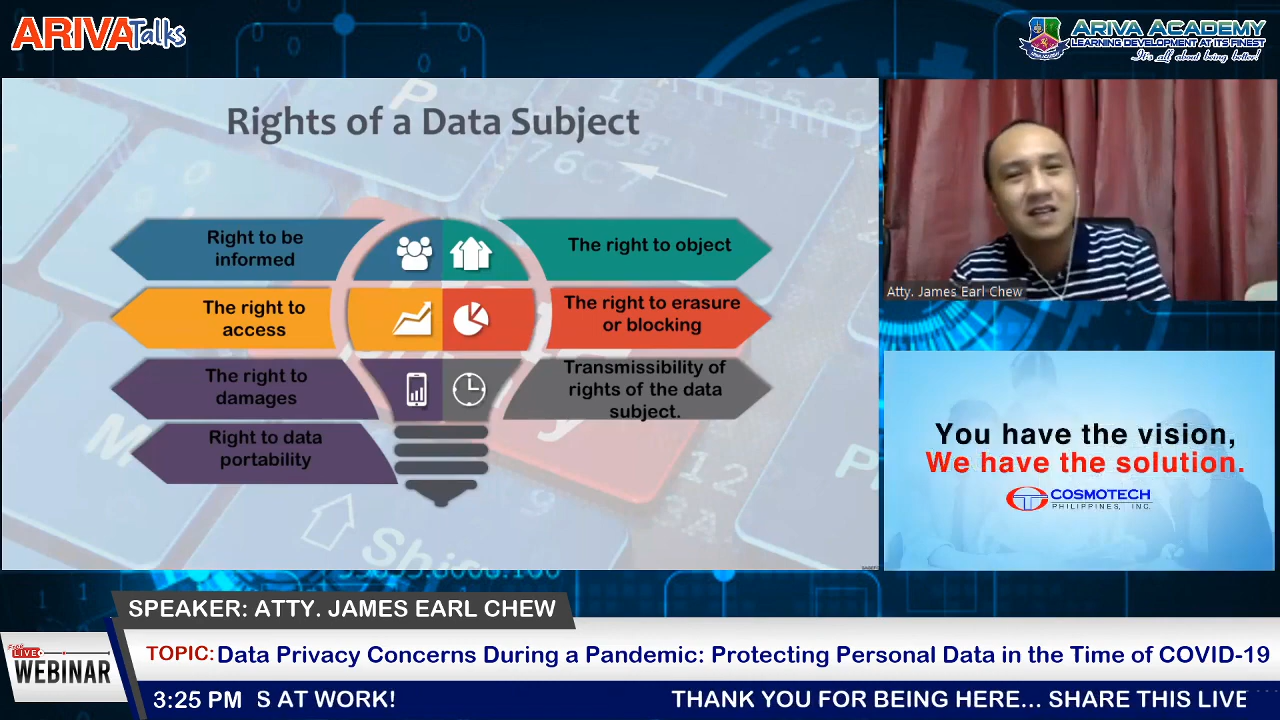 ARIVA Talks
ARIVA ACADEMY
LEARNING DEVELOPMENT AT ITS FINEST
It's all about being better!
Rights of a Data Subject
Right to be
informed
The right to object
The right to
access
The right to erasure
or blocking
The right to
damages
Transmissibility of
rights of the data
subject.
Right to data
portability
Shi
Atty. James Earl Chew
You have the vision,
We have the solution.
COSMOTECH
PHILIPPINES, INC.
SPEAKER: ATTY. JAMES EARL CHEW
Free
LIVE
WEBINAR
TOPIC: Data Privacy Concerns During a Pandemic: Protecting Personal Data in the Time of COVID-19
3:25 PM S AT WORK! THANK YOU FOR BEING HERE... SHARE THIS LIVE